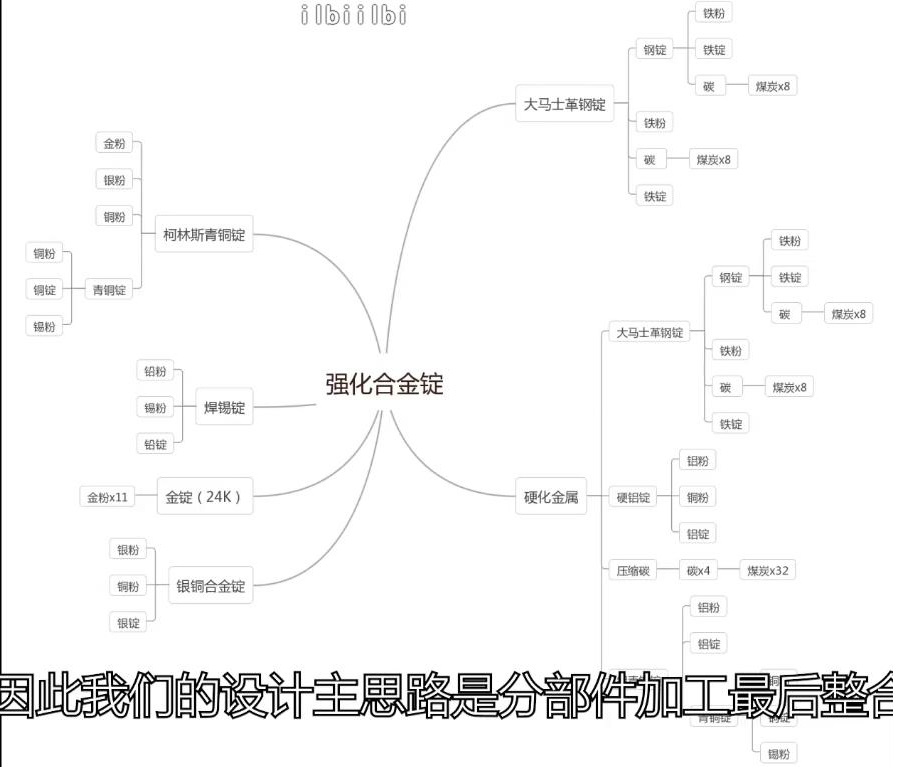 ilbiilbi
强化合金锭
大马士革钢锭
钢锭
铁粉
铁锭
碳
煤炭x8
铁粉
碳
煤炭x8
铁锭
柯林斯青铜锭
金粉
银粉
铜粉
青铜锭
铜粉
铜锭
锡粉
焊锡锭
铅粉
锡粉
铅锭
金锭（24K）
金粉x11
银铜合金锭
银粉
铜粉
银锭
硬化金属
大马士革钢锭
钢锭
铁粉
铁锭
碳
煤炭x8
铁粉
碳
煤炭x8
铁锭
硬铝锭
铝粉
铜粉
铝锭
压缩碳
碳x4
煤炭x32
铝粉
铝锭
青铜锭
铜锭
锡粉
因此我们的设计主思路是分部件加工最后整合